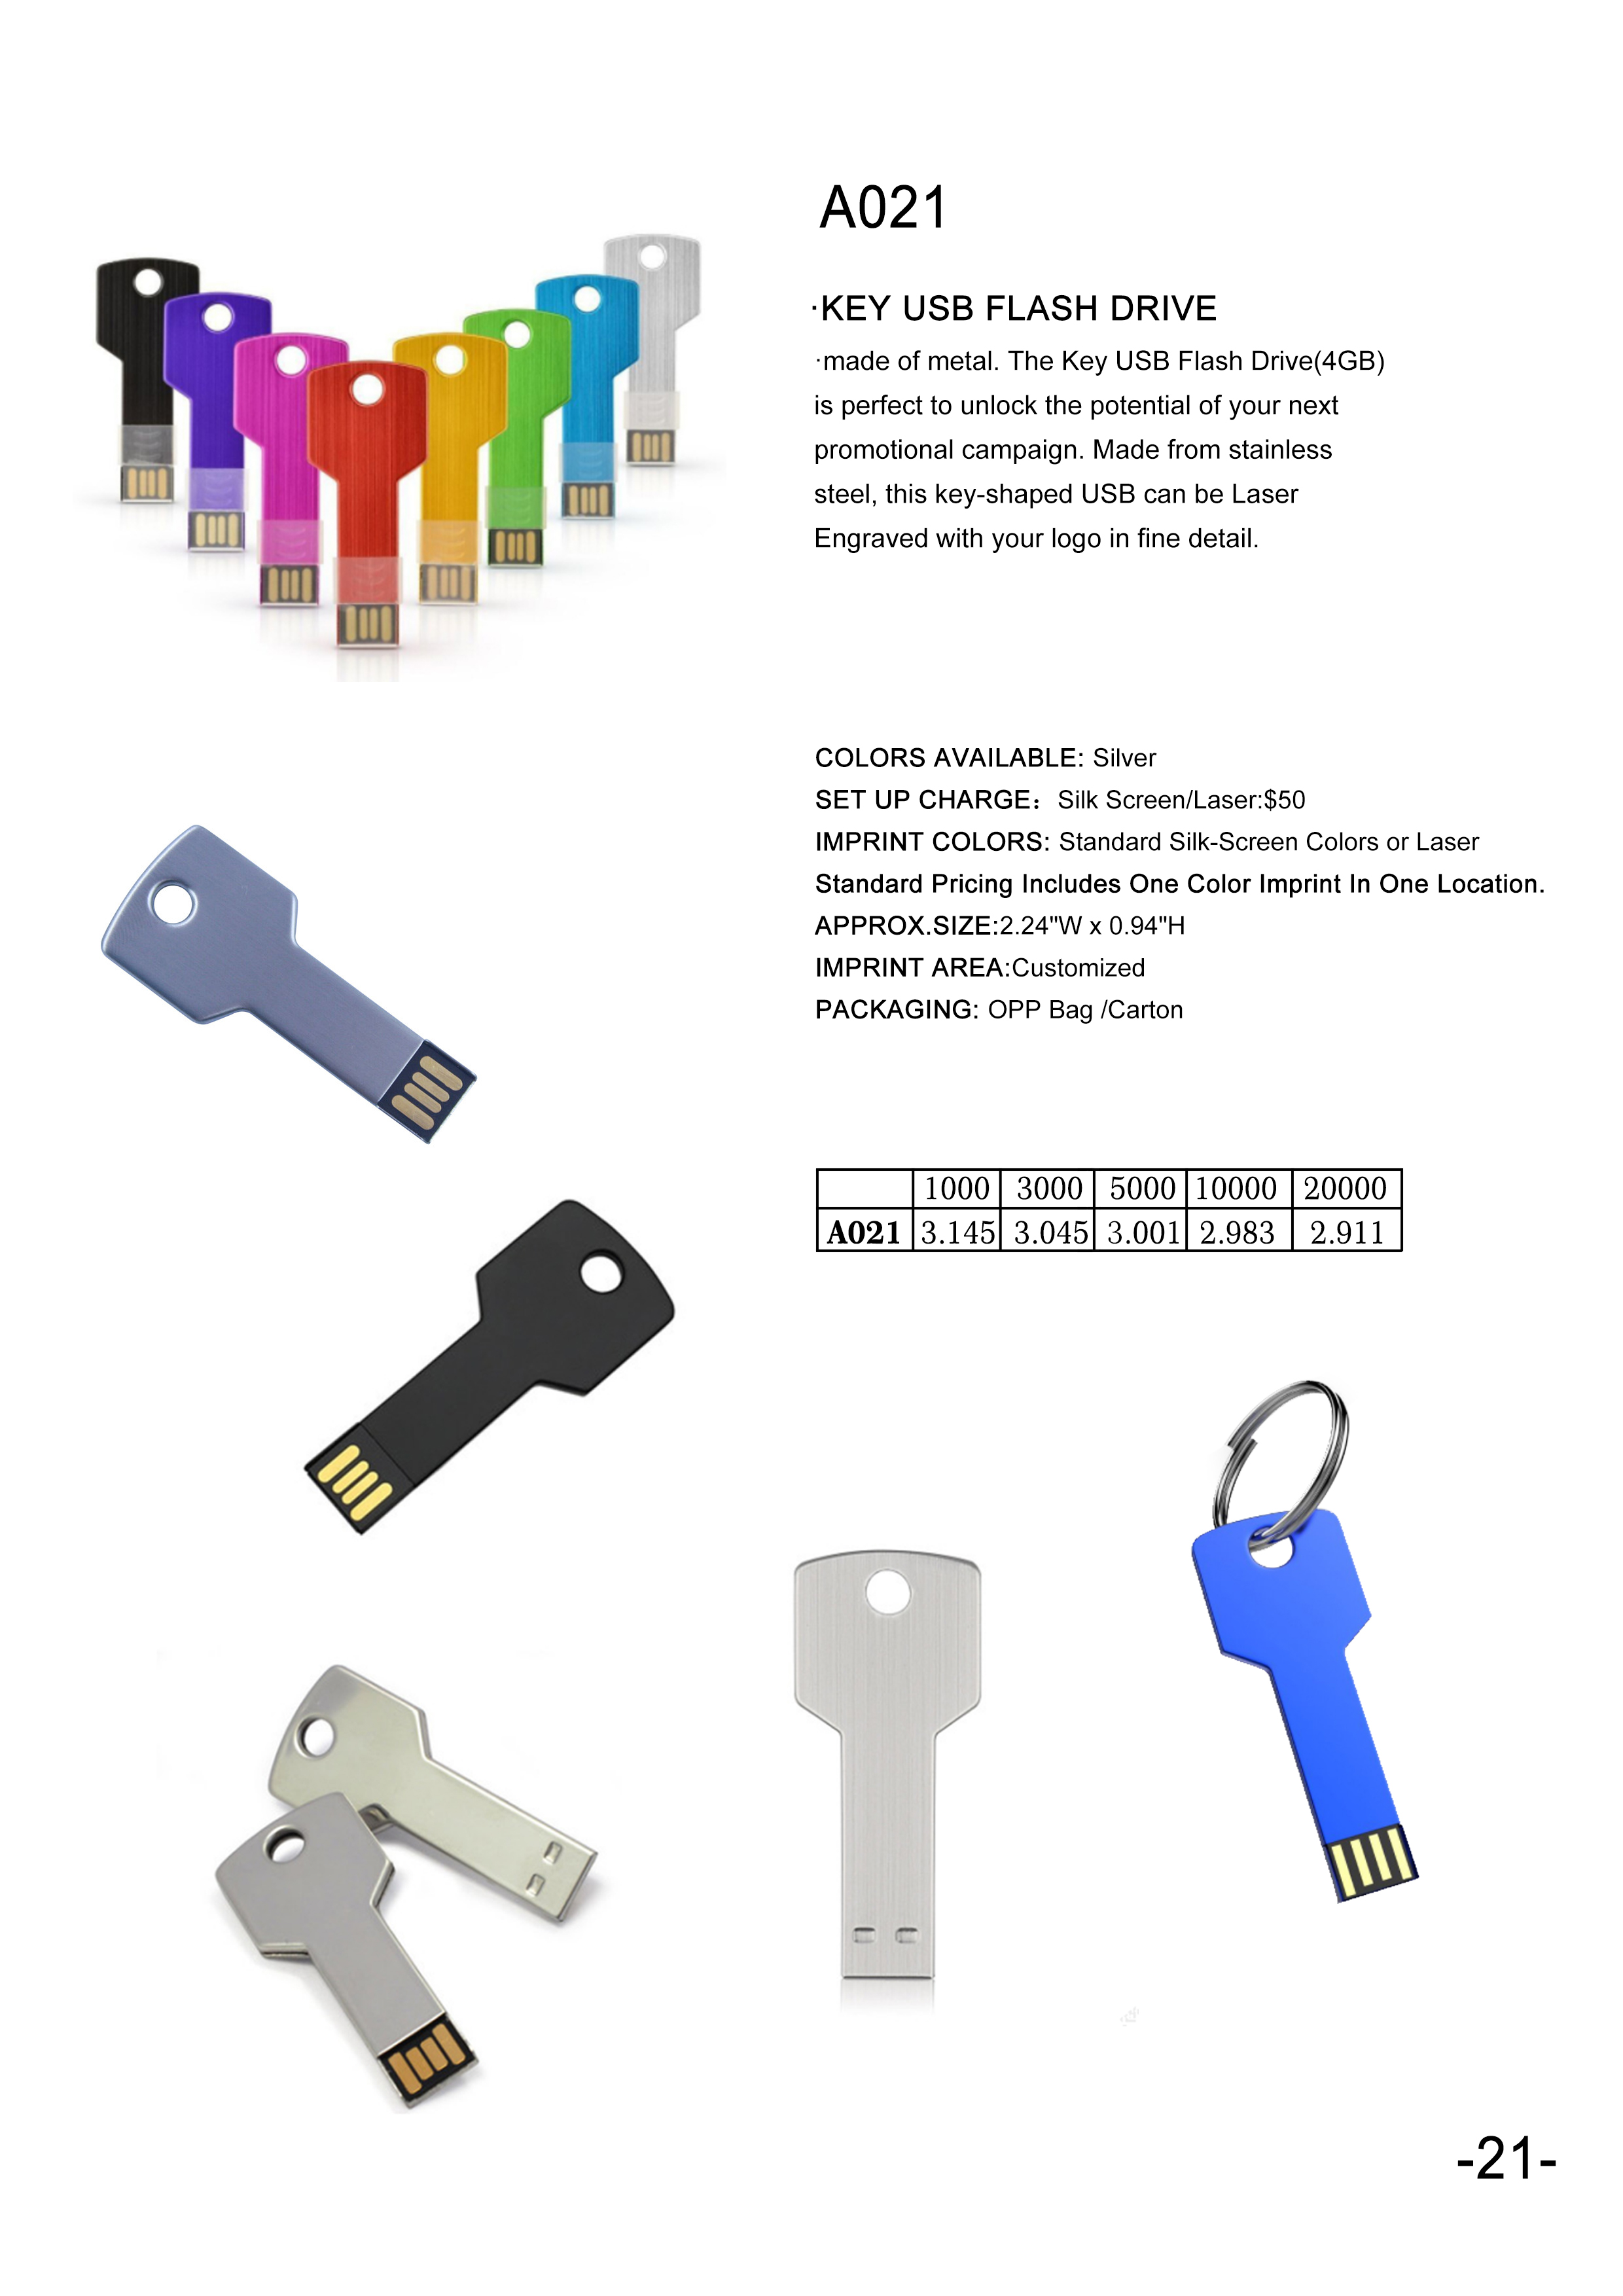 A021
·KEY USB FLASH DRIVE
·made of metal. The Key USB Flash Drive(4GB)
is perfect to unlock the potential of your next
promotional campaign. Made from stainless
steel, this key-shaped USB can be Laser
Engraved with your logo in fine detail.
COLORS AVAILABLE: Silver
SET UP CHARGE：Silk Screen/Laser:$50
IMPRINT COLORS: Standard Silk-Screen Colors or Laser
Standard Pricing Includes One Color Imprint In One Location.
APPROX.SIZE:2.24"W x 0.94"H
IMPRINT AREA:Customized
PACKAGING: OPP Bag /Carton
1000 3000 5000 10000 20000
A021 3.145 3.045 3.001 2.983 2.911
-21-